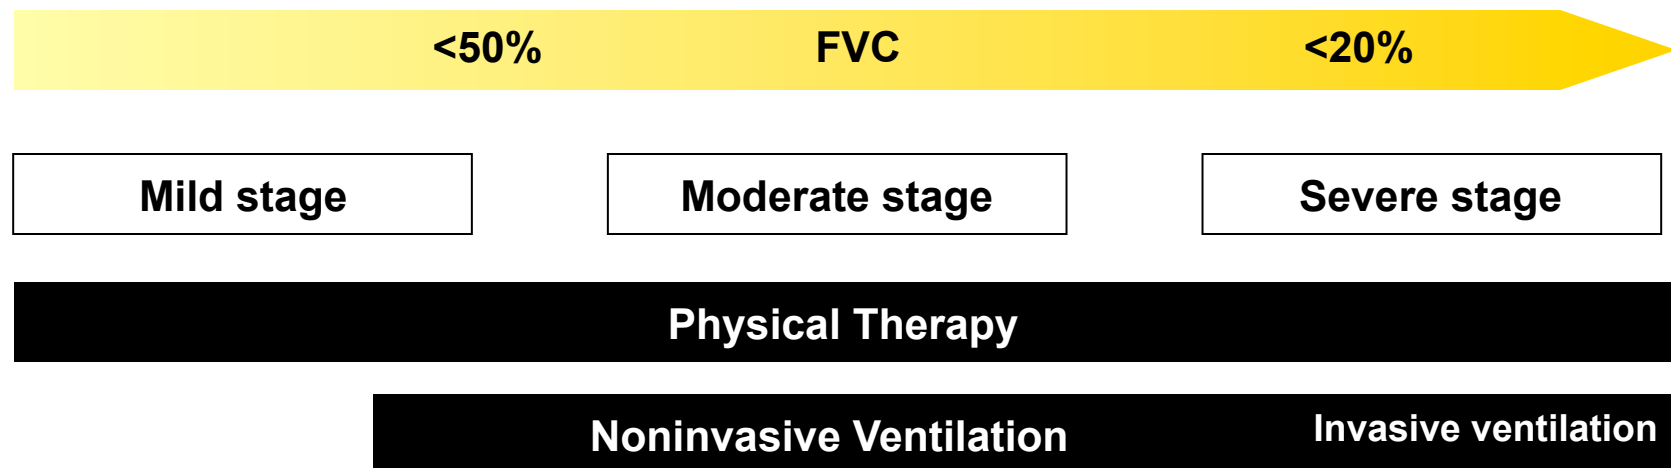 <50% FVC <20%
Mild stage Moderate stage Severe stage
Physical Therapy
Noninvasive Ventilation Invasive ventilation